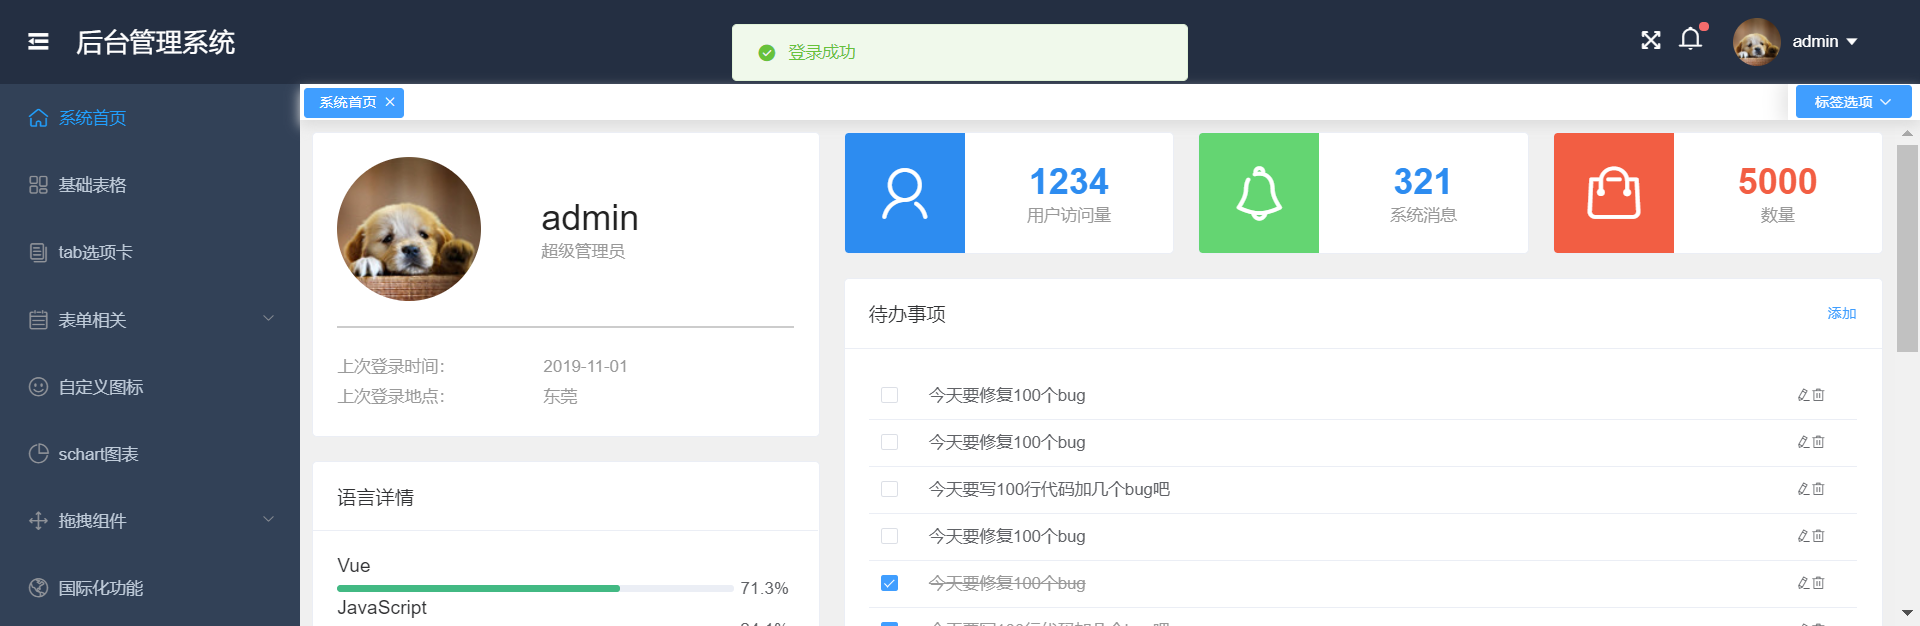 后台管理系统
登录成功
admin
系统首页
基础表格
tab选项卡
表单相关
自定义图标
schart图表
拖拽组件
国际化功能
系统首页
标签选项
admin
超级管理员
上次登录时间：
2019-11-01
上次登录地点：
东莞
语言详情
Vue
71.3%
JavaScript
1234
用户访问量
321
系统消息
5000
数量
待办事项
添加
今天要修复100个bug
今天要修复100个bug
今天要写100行代码加几个bug吧
今天要修复100个bug
今天要修复100个bug